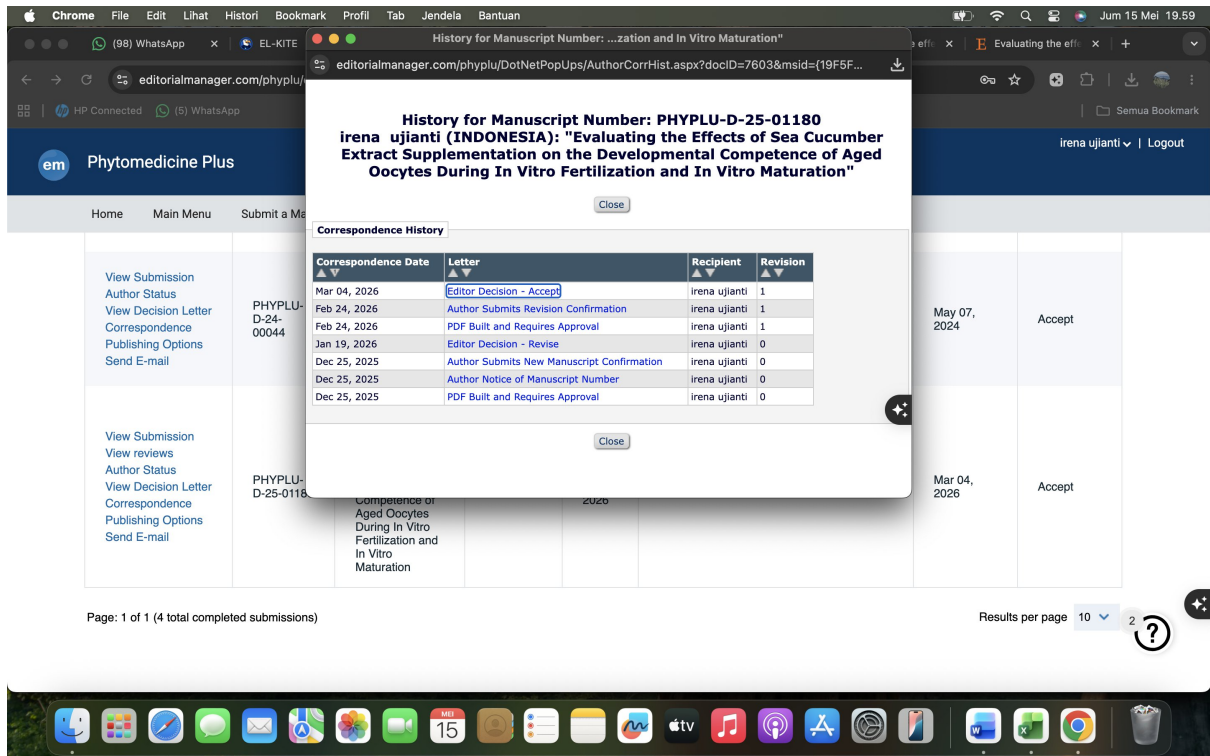 Chrome File Edit Lihat Histori Bookmark Profil Tab Jendela Bantuan Jum 15 Mei 19.59
(98) WhatsApp × EL-KITE
History for Manuscript Number: ...zation and In Vitro Maturation"
e effe × E Evaluating the effe × +
editorialmanager.com/phyplu/
editorialmanager.com/phyplu/DotNetPopUps/AuthorCorrHist.aspx?docID=7603&msid={19F5F...
HP Connected (5) WhatsApp
Semua Bookmark
em Phytomedicine Plus
irena ujianti | Logout
Home Main Menu Submit a Ma
History for Manuscript Number: PHYPLU-D-25-01180
irena ujianti (INDONESIA): "Evaluating the Effects of Sea Cucumber
Extract Supplementation on the Developmental Competence of Aged
Oocytes During In Vitro Fertilization and In Vitro Maturation"
Close
Correspondence History
Correspondence Date Letter Recipient Revision
Mar 04, 2026 Editor Decision - Accept irena ujianti 1
Feb 24, 2026 Author Submits Revision Confirmation irena ujianti 1
Feb 24, 2026 PDF Built and Requires Approval irena ujianti 1
Jan 19, 2026 Editor Decision - Revise irena ujianti 0
Dec 25, 2025 Author Submits New Manuscript Confirmation irena ujianti 0
Dec 25, 2025 Author Notice of Manuscript Number irena ujianti 0
Dec 25, 2025 PDF Built and Requires Approval irena ujianti 0
Close
View Submission
Author Status
View Decision Letter
Correspondence
Publishing Options
Send E-mail
PHYPLU-
D-24-
00044
May 07,
2024
Accept
View Submission
View reviews
Author Status
View Decision Letter
Correspondence
Publishing Options
Send E-mail
PHYPLU-
D-25-0118
Competence of
Aged Oocytes
During In Vitro
Fertilization and
In Vitro
Maturation
2026
Mar 04,
2026
Accept
Page: 1 of 1 (4 total completed submissions)
Results per page 10
2
?
MEI
15
tv